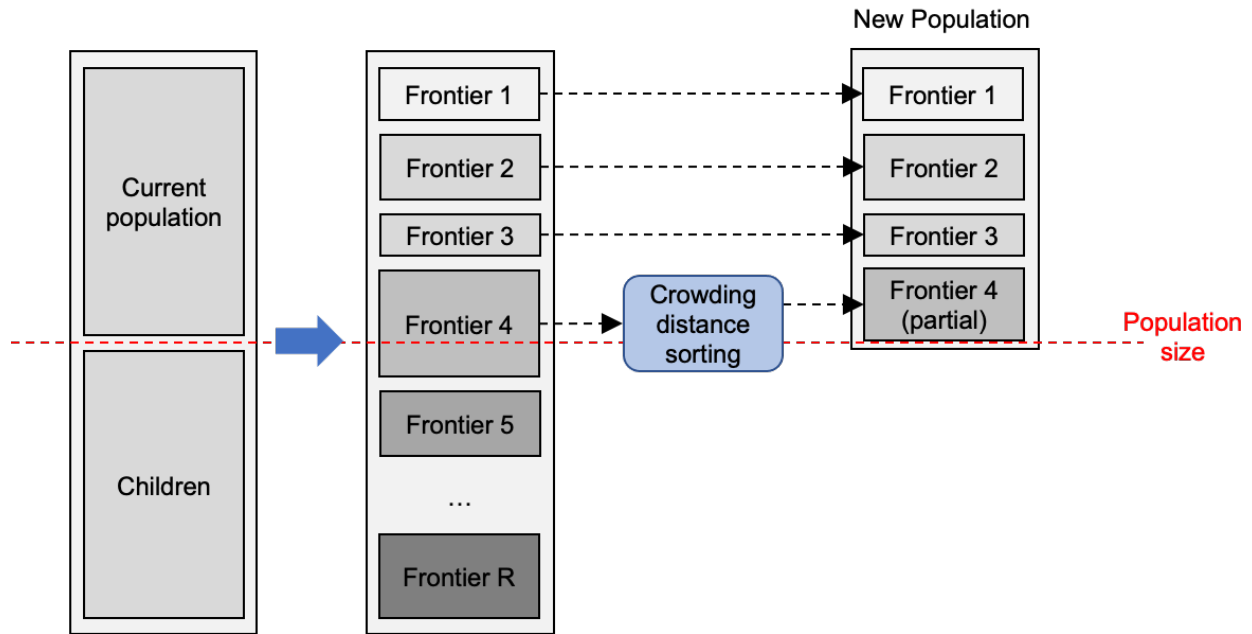 New Population
Current
population
Children
Frontier 1
Frontier 2
Frontier 3
Frontier 4
Frontier 5
…
Frontier R
Crowding
distance
sorting
Frontier 1
Frontier 2
Frontier 3
Frontier 4
(partial)
Population
size